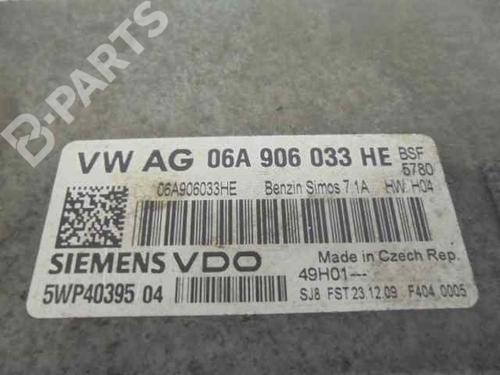 B-PARTS
VW AG 06A 906 033 HE BSF
5780
06A906033HE Benzin Simos 7.1A HW: H04
SIEMENS VDO Made in Czech Rep.
49H01---
5WP40395 04 SJ8 FST 23.12.09 F404 0005